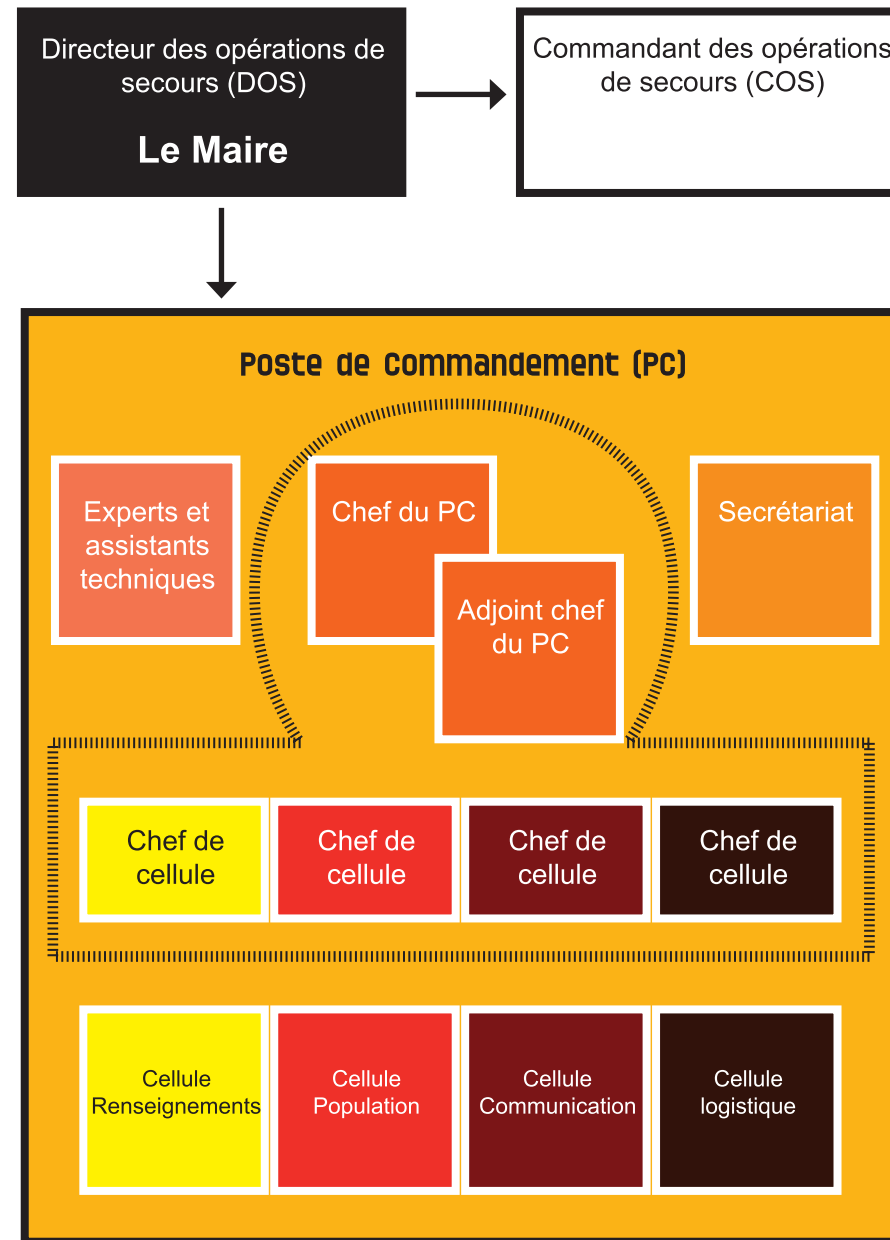 Directeur des opérations de
secours (DOS)
Le Maire
Commandant des opérations
de secours (COS)
Poste de Commandement (PC)
Experts et
assistants
techniques
Chef du PC
Adjoint chef
du PC
Secrétariat
Chef de
cellule
Chef de
cellule
Chef de
cellule
Chef de
cellule
Cellule
Renseignements
Cellule
Population
Cellule
Communication
Cellule
logistique